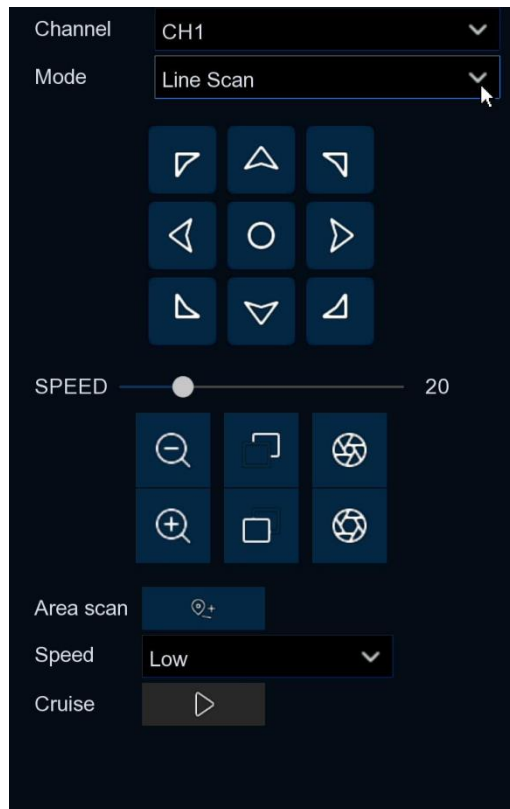 Channel CH1
Mode Line Scan
SPEED 20
Area scan
Speed Low
Cruise